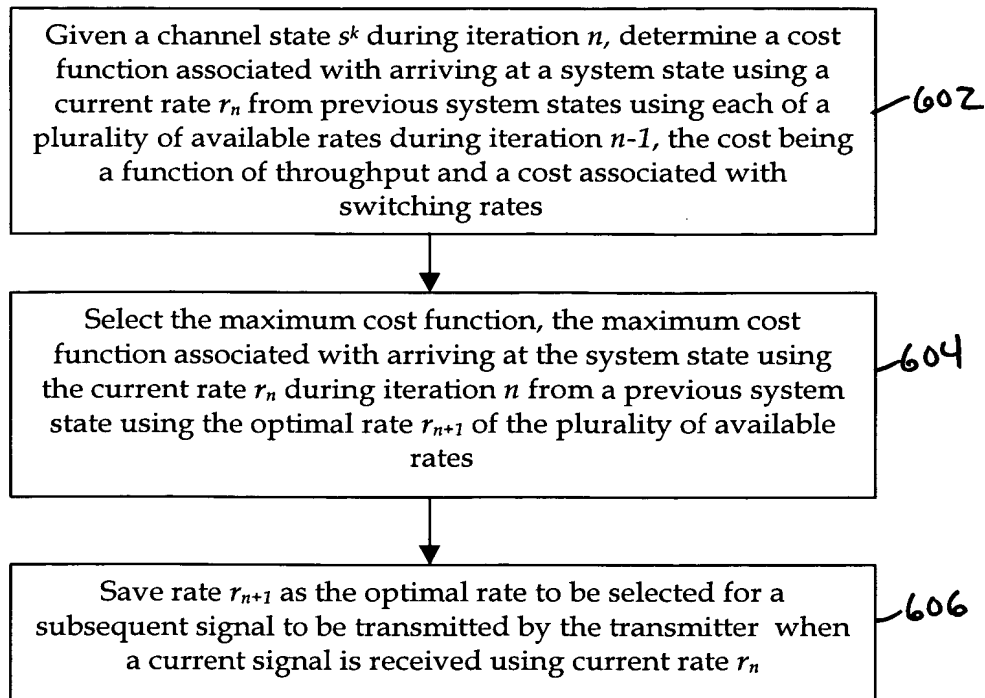 Given a channel state s^k during iteration n, determine a cost
function associated with arriving at a system state using a
current rate r_n from previous system states using each of a
plurality of available rates during iteration n-1, the cost being
a function of throughput and a cost associated with
switching rates
602
Select the maximum cost function, the maximum cost
function associated with arriving at the system state using
the current rate r_n during iteration n from a previous system
state using the optimal rate r_{n+1} of the plurality of available
rates
604
Save rate r_{n+1} as the optimal rate to be selected for a
subsequent signal to be transmitted by the transmitter when
a current signal is received using current rate r_n
606